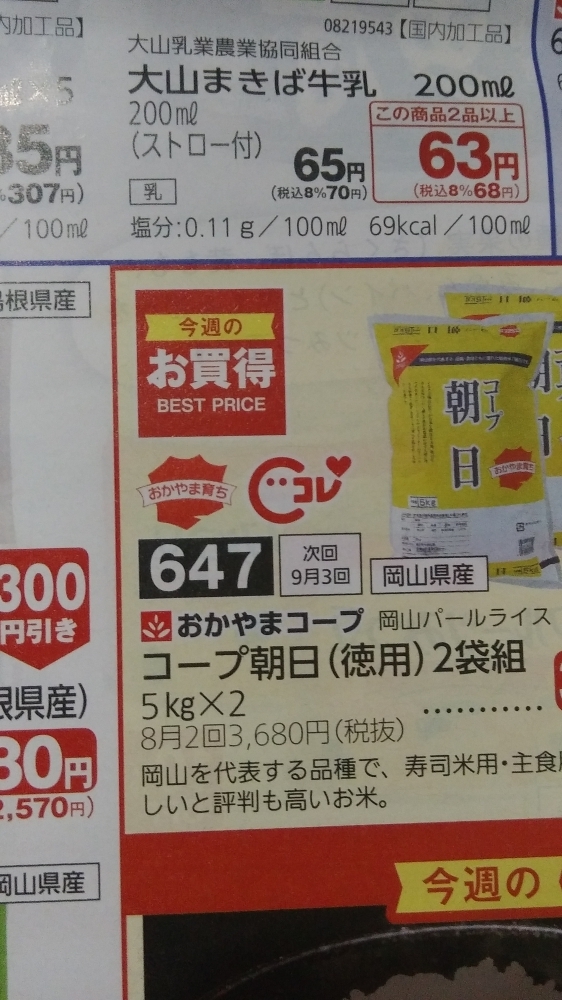 内加工品】
08219543【国内加工品】
大山乳業農業協同組合
大山まきば牛乳 200㎖
200㎖
(ストロー付)
この商品2品以上
65円
(税込8%70円)
63円
(税込8%68円)
乳
塩分:0.11g/100㎖ 69kcal/100㎖
35円
%307円)
/100㎖
根県産
今週の
お買得
BEST PRICE
おかやま育ち
コレ
コープ
朝日
おかやま育ち
5kg
647
次回
9月3回
岡山県産
おかやまコープ 岡山パールライス
コープ朝日(徳用)2袋組
5kg×2 …………
8月2回3,680円(税抜)
岡山を代表する品種で、寿司米用・主食
しいと評判も高いお米。
300
円引き
根県産)
80円
2,570円)
岡山県産
今週の